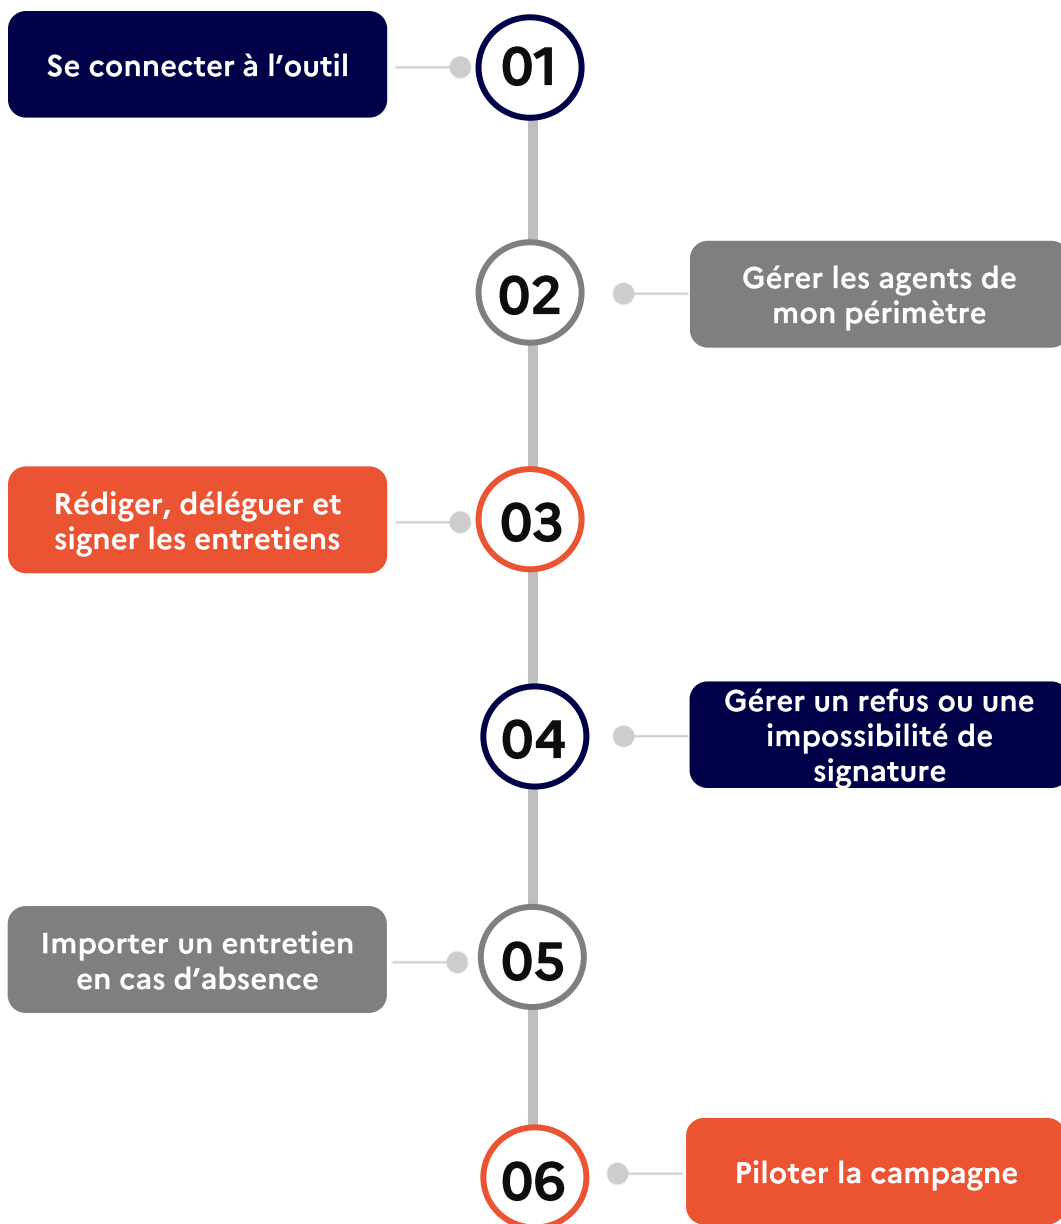 Se connecter à l’outil
01
02
Gérer les agents de
mon périmètre
Rédiger, déléguer et
signer les entretiens
03
04
Gérer un refus ou une
impossibilité de
signature
Importer un entretien
en cas d’absence
05
06
Piloter la campagne